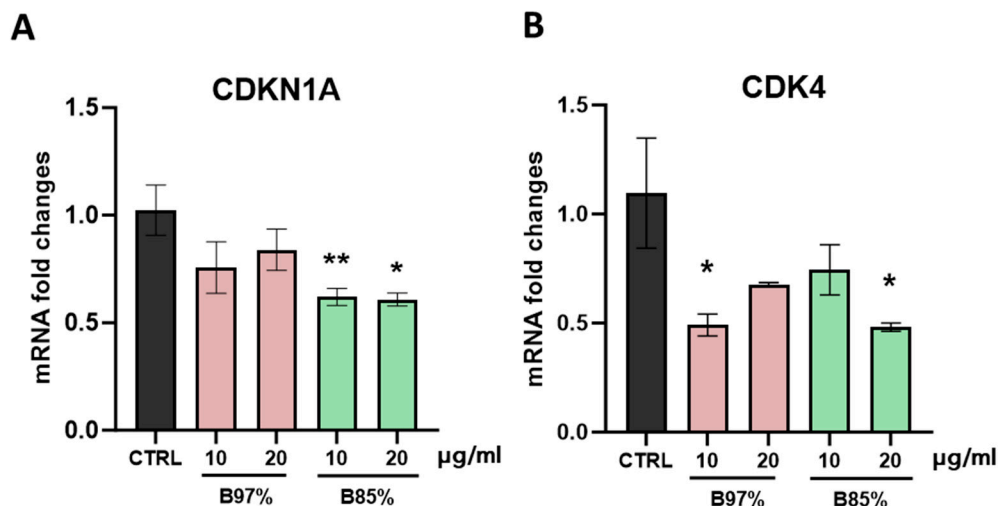 A
CDKN1A
mRNA fold changes
1.5
1.0
0.5
0.0
**
*
CTRL 10 20 10 20 µg/ml
B97% B85%
B
CDK4
mRNA fold changes
1.5
1.0
0.5
0.0
*
*
CTRL 10 20 10 20 µg/ml
B97% B85%